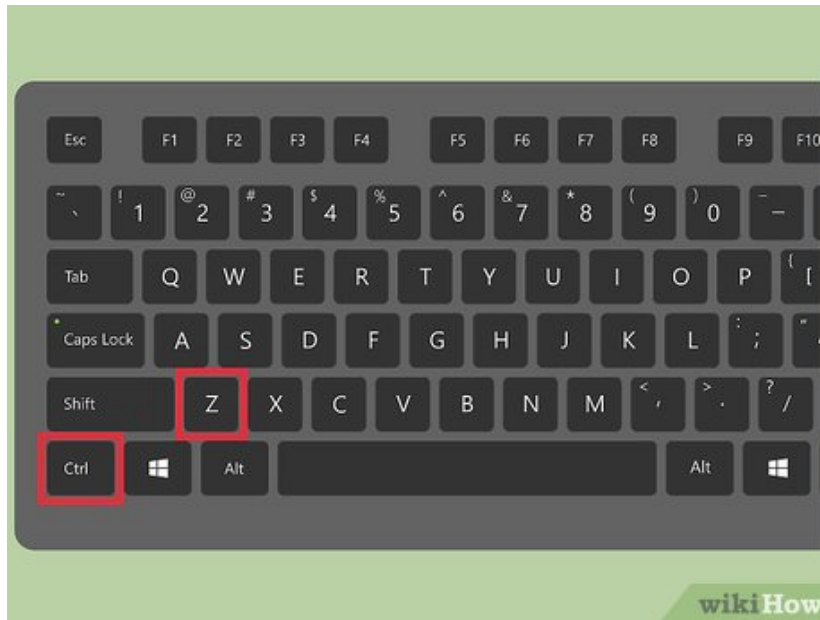 Esc F1 F2 F3 F4 F5 F6 F7 F8 F9 F10
~ ` ! 1 @ 2 # 3 $ 4 % 5 ^ 6 & 7 * 8 ( 9 ) 0 – —
Tab Q W E R T Y U I O P { [
Caps Lock A S D F G H J K L : ; "
Shift Z X C V B N M < , > . ? /
Ctrl Alt Alt
wikiHow